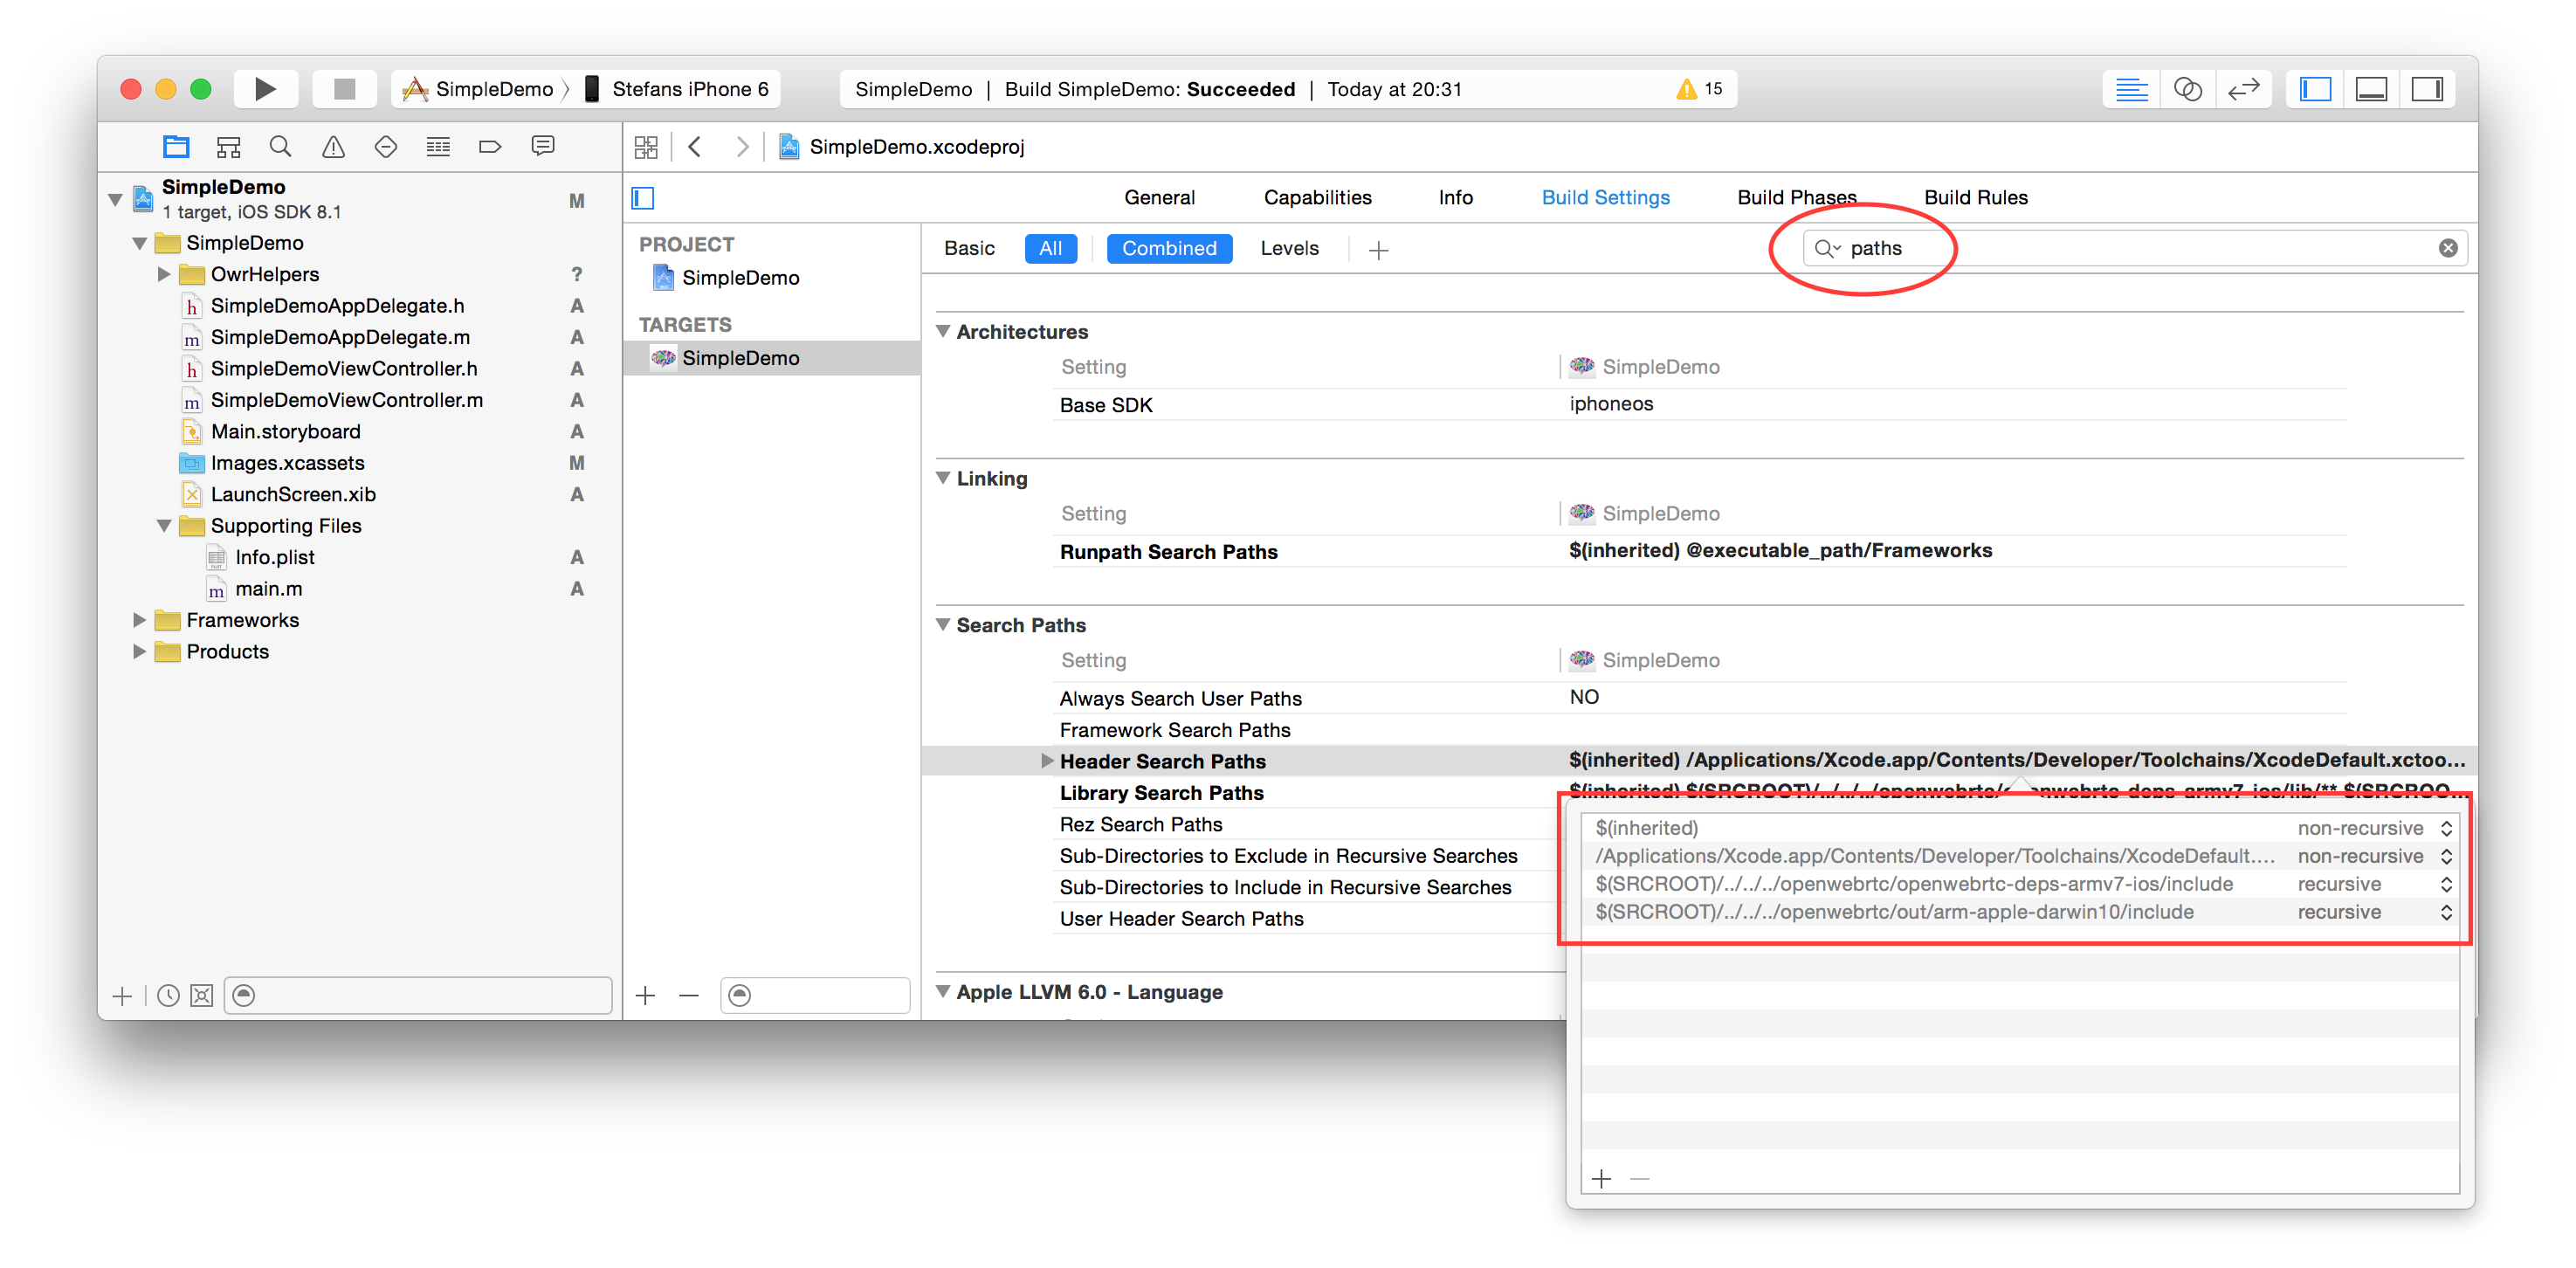 SimpleDemo 〉 Stefans iPhone 6
SimpleDemo | Build SimpleDemo: Succeeded | Today at 20:31
15
SimpleDemo.xcodeproj
SimpleDemo
1 target, iOS SDK 8.1
M
SimpleDemo
OwrHelpers ?
SimpleDemoAppDelegate.h A
SimpleDemoAppDelegate.m A
SimpleDemoViewController.h A
SimpleDemoViewController.m A
Main.storyboard A
Images.xcassets M
LaunchScreen.xib A
Supporting Files
Info.plist A
main.m A
Frameworks
Products
General Capabilities Info Build Settings Build Phases Build Rules
PROJECT
SimpleDemo
TARGETS
SimpleDemo
Basic All Combined Levels + paths
Architectures
Setting SimpleDemo
Base SDK iphoneos
Linking
Setting SimpleDemo
Runpath Search Paths $(inherited) @executable_path/Frameworks
Search Paths
Setting SimpleDemo
Always Search User Paths NO
Framework Search Paths
Header Search Paths $(inherited) /Applications/Xcode.app/Contents/Developer/Toolchains/XcodeDefault.xctoo...
Library Search Paths $(inherited) $(SRCROOT)/../../../openwebrtc/openwebrtc-deps-armv7-ios/lib/** $(SRCROO...
Rez Search Paths
Sub-Directories to Exclude in Recursive Searches
Sub-Directories to Include in Recursive Searches
User Header Search Paths
Apple LLVM 6.0 - Language
$(inherited) non-recursive
/Applications/Xcode.app/Contents/Developer/Toolchains/XcodeDefault.... non-recursive
$(SRCROOT)/../../../openwebrtc/openwebrtc-deps-armv7-ios/include recursive
$(SRCROOT)/../../../openwebrtc/out/arm-apple-darwin10/include recursive